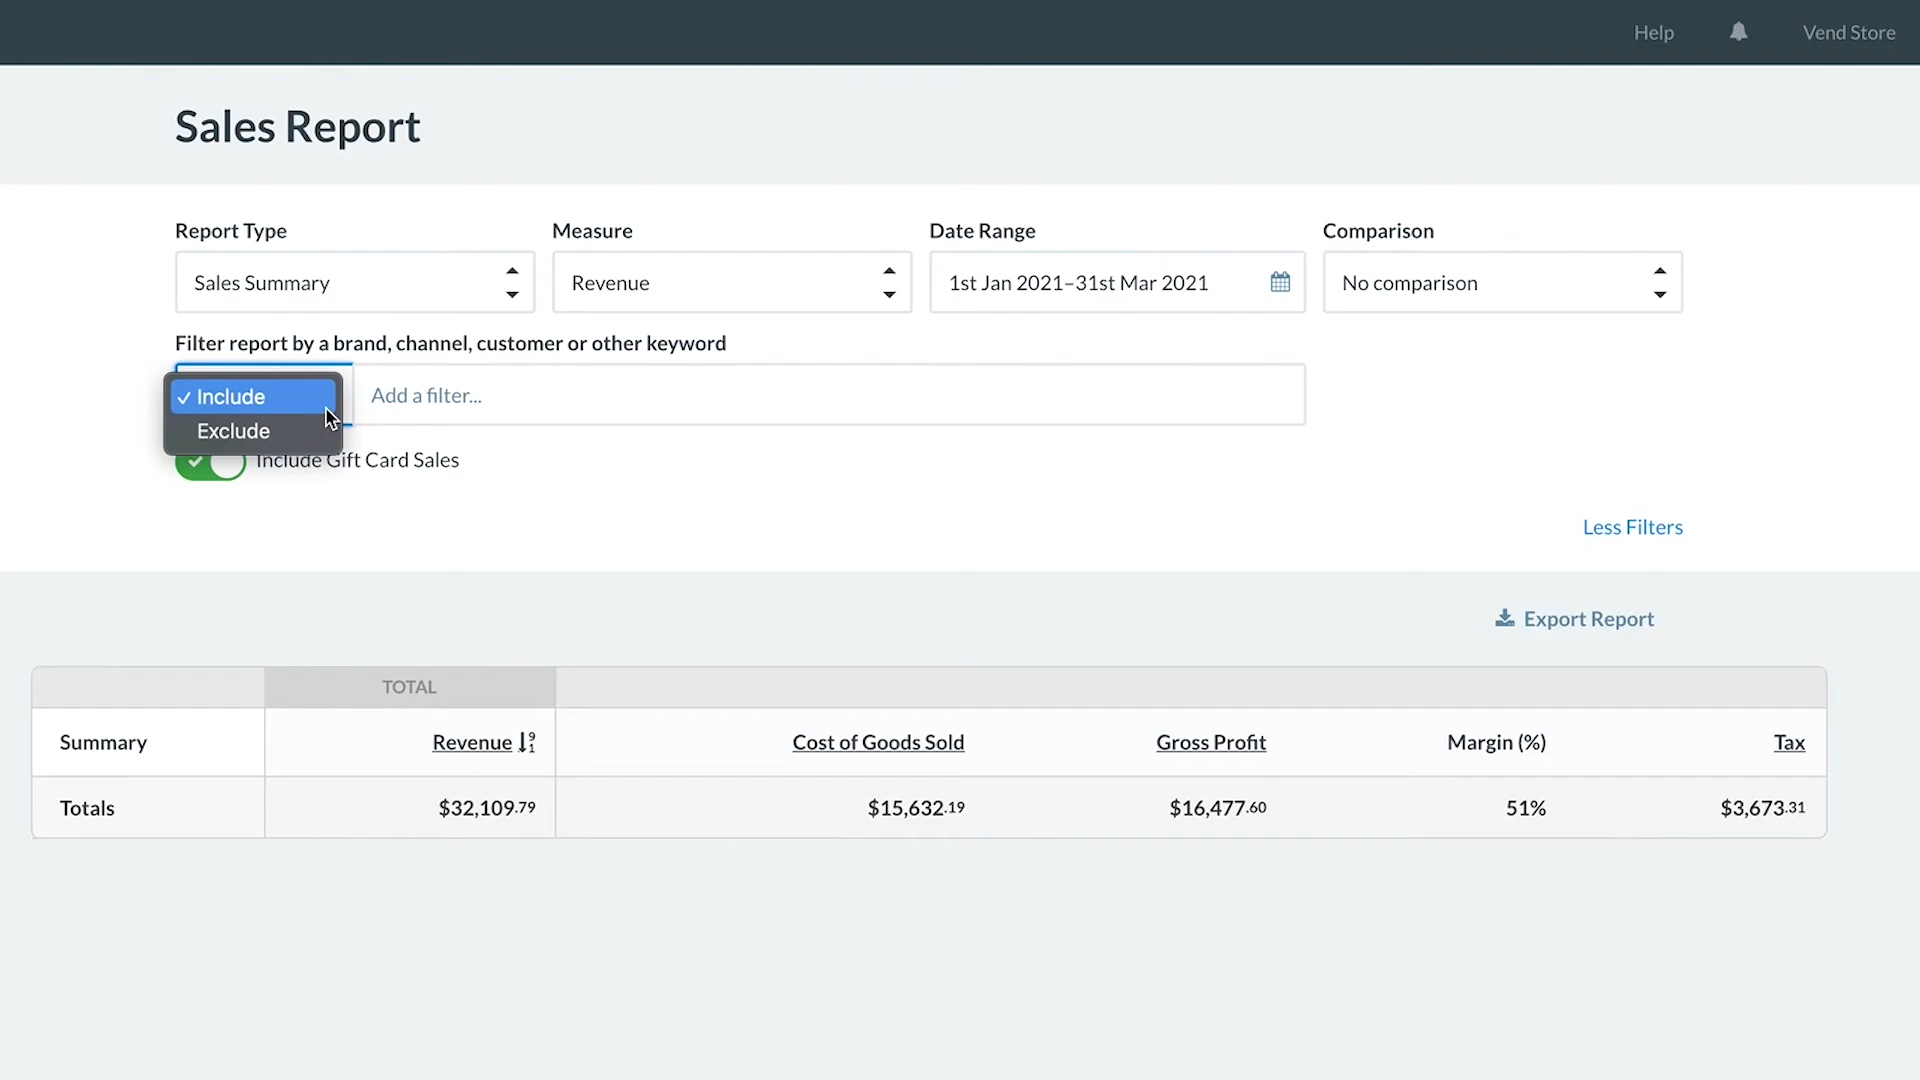 Help Vend Store
Sales Report
Report Type Measure Date Range Comparison
Sales Summary Revenue 1st Jan 2021–31st Mar 2021 No comparison
Filter report by a brand, channel, customer or other keyword
✓ Include Add a filter...
Exclude
Include Gift Card Sales
Less Filters
Export Report
TOTAL
Summary Revenue Cost of Goods Sold Gross Profit Margin (%) Tax
Totals $32,109.79 $15,632.19 $16,477.60 51% $3,673.31